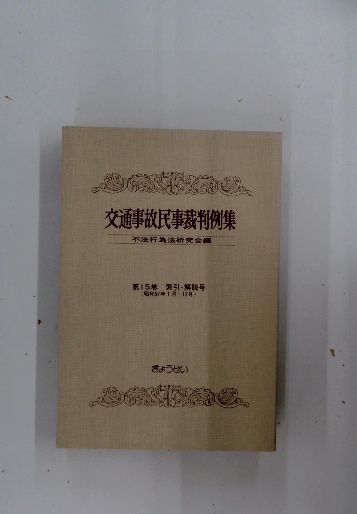 交通事故民事裁判例集
不法行為法研究会編
第15巻 索引・解説号
(昭和57年1月～12月)
ぎょうせい